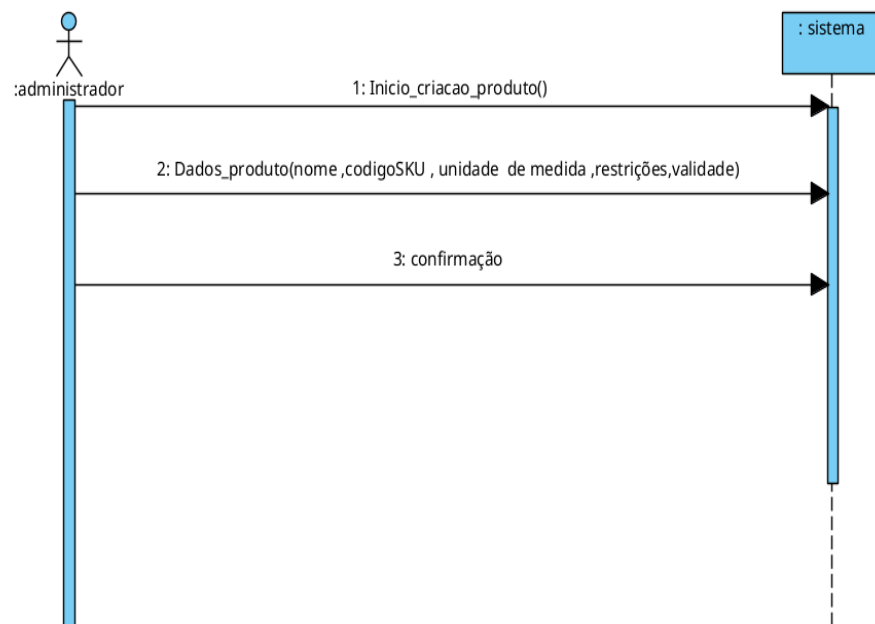 : sistema
:administrador
1: Inicio_criacao_produto()
2: Dados_produto(nome ,codigoSKU , unidade  de medida ,restrições,validade)
3: confirmação